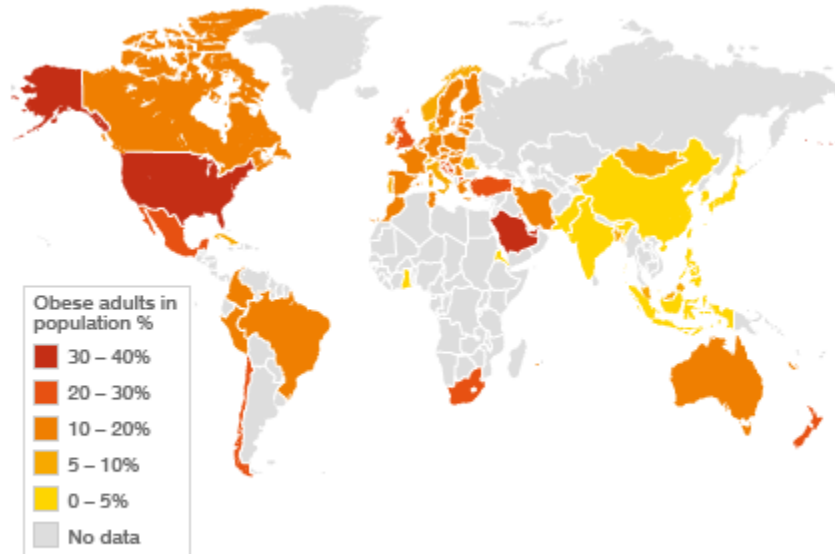 Obese adults in
population %
30 – 40%
20 – 30%
10 – 20%
5 – 10%
0 – 5%
No data